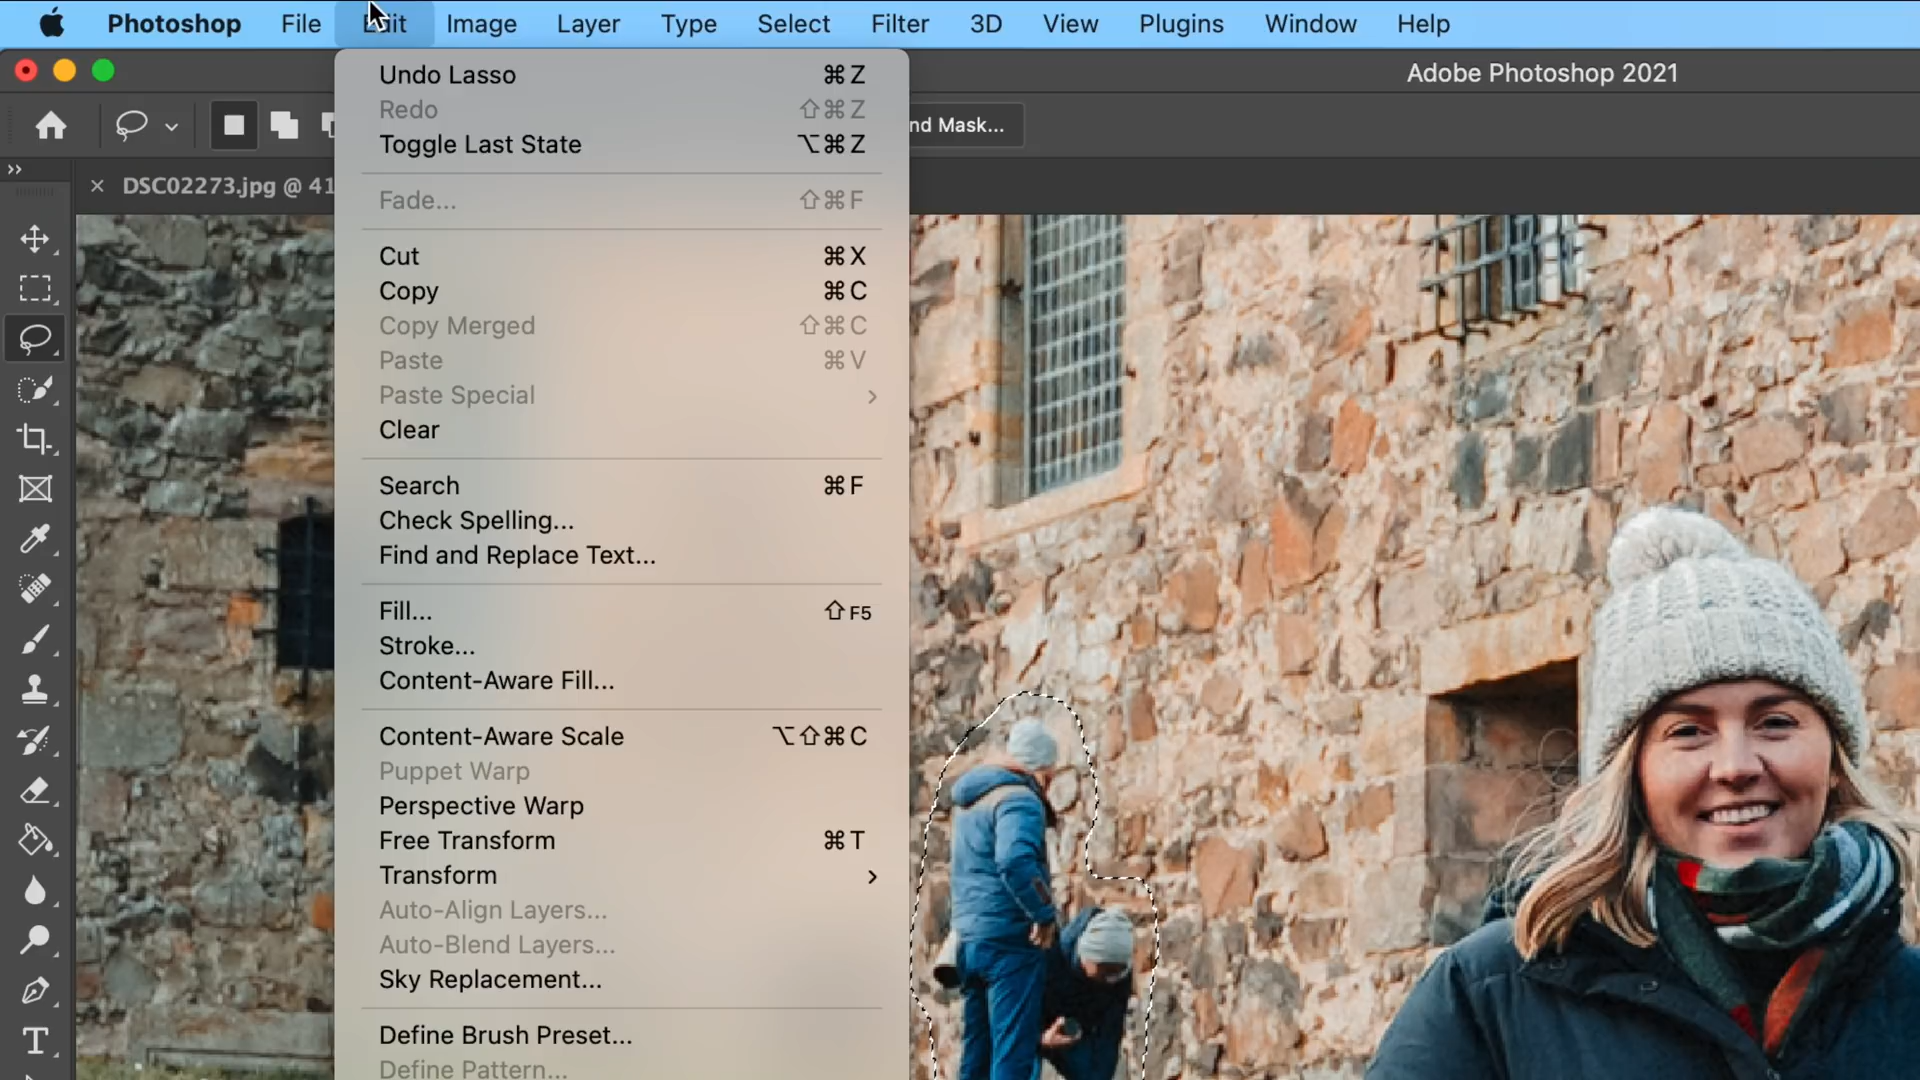 Photoshop File Edit Image Layer Type Select Filter 3D View Plugins Window Help
Adobe Photoshop 2021
nd Mask...
DSC02273.jpg @ 41
Undo Lasso ⌘Z
Redo ⇧⌘Z
Toggle Last State ⌥⌘Z
Fade... ⇧⌘F
Cut ⌘X
Copy ⌘C
Copy Merged ⇧⌘C
Paste ⌘V
Paste Special
Clear
Search ⌘F
Check Spelling...
Find and Replace Text...
Fill... ⇧F5
Stroke...
Content-Aware Fill...
Content-Aware Scale ⌥⇧⌘C
Puppet Warp
Perspective Warp
Free Transform ⌘T
Transform
Auto-Align Layers...
Auto-Blend Layers...
Sky Replacement...
Define Brush Preset...
Define Pattern...